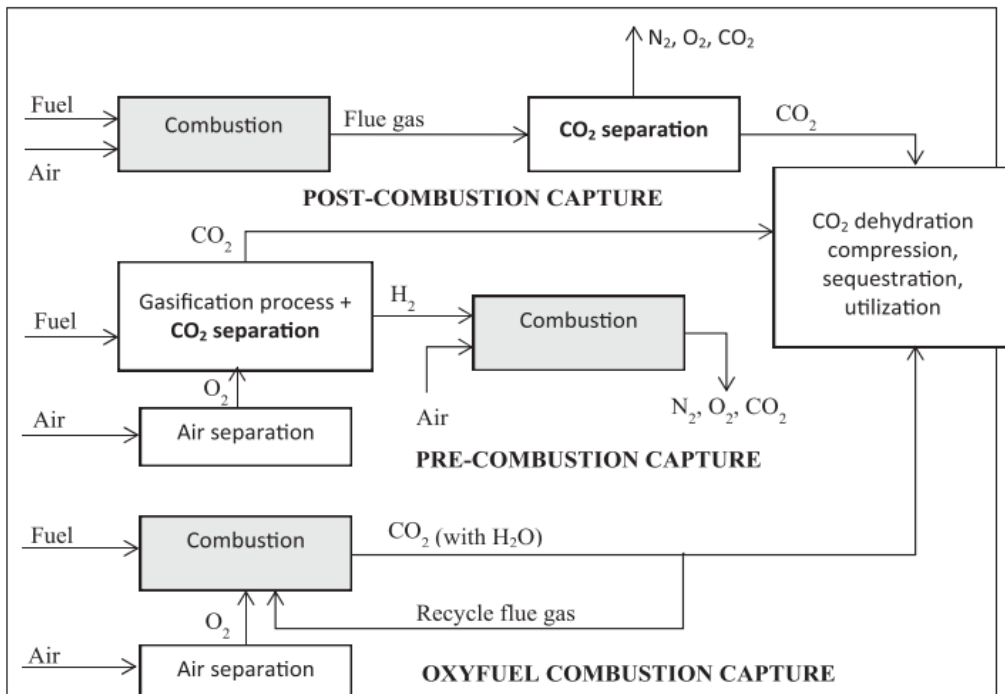 N₂, O₂, CO₂
Fuel
Combustion
Flue gas
CO₂ separation
CO₂
Air
POST-COMBUSTION CAPTURE
CO₂ dehydration
compression,
sequestration,
utilization
CO₂
Gasification process +
CO₂ separation
H₂
Fuel
Combustion
O₂
Air
Air separation
Air
N₂, O₂, CO₂
PRE-COMBUSTION CAPTURE
Fuel
Combustion
CO₂ (with H₂O)
Recycle flue gas
O₂
Air
Air separation
OXYFUEL COMBUSTION CAPTURE